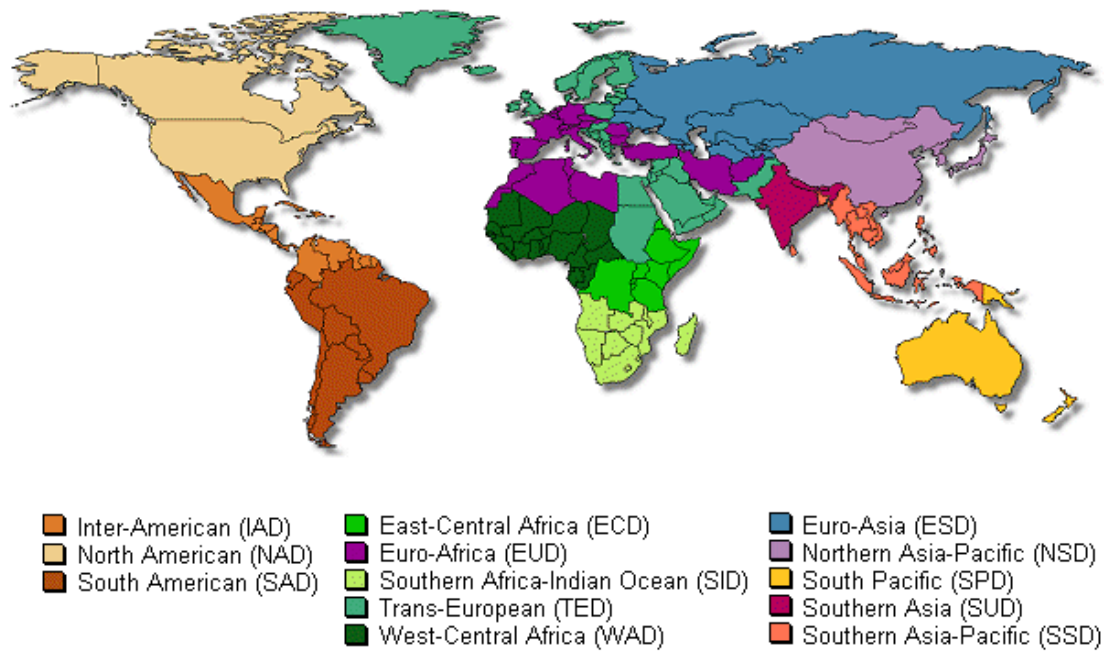 Inter-American (IAD)
North American (NAD)
South American (SAD)
East-Central Africa (ECD)
Euro-Africa (EUD)
Southern Africa-Indian Ocean (SID)
Trans-European (TED)
West-Central Africa (WAD)
Euro-Asia (ESD)
Northern Asia-Pacific (NSD)
South Pacific (SPD)
Southern Asia (SUD)
Southern Asia-Pacific (SSD)